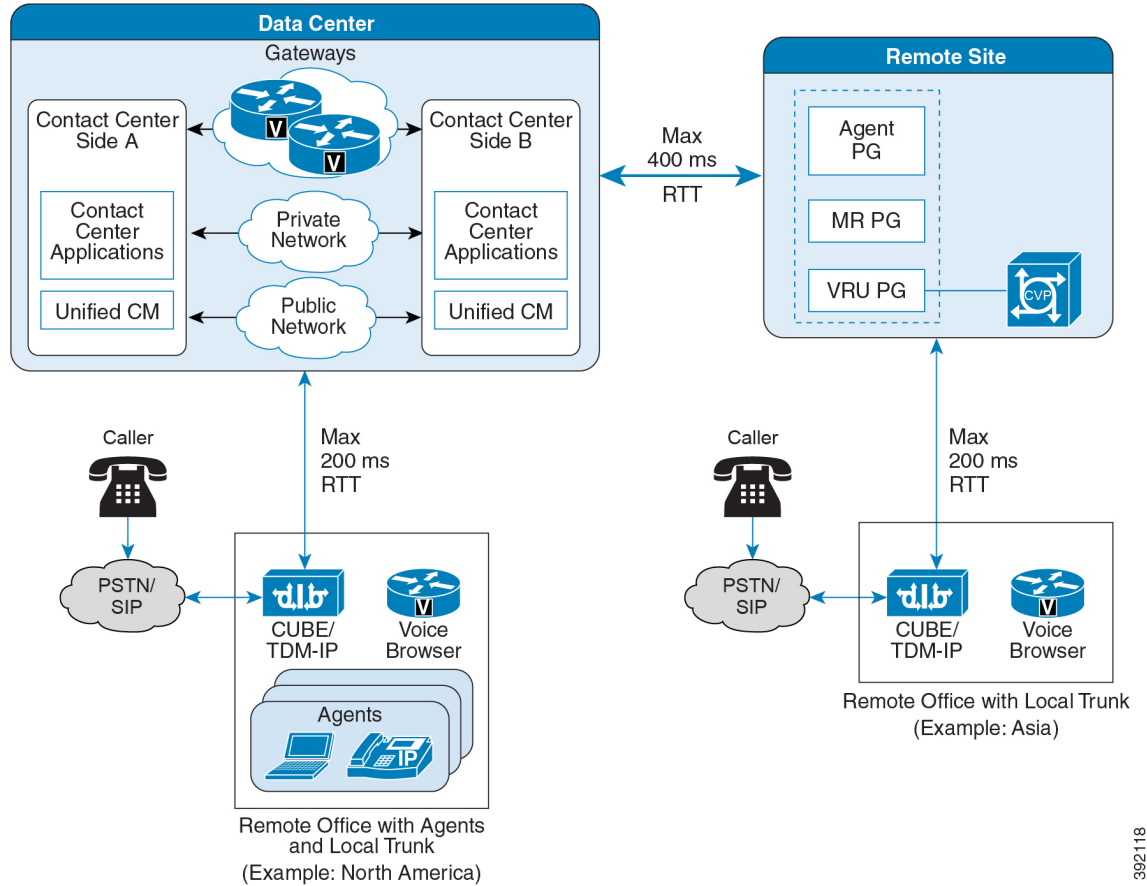 Data Center
Gateways
Contact Center
Side A
V
V
Contact Center
Side B
Contact
Center
Applications
Private
Network
Contact
Center
Applications
Unified CM
Public
Network
Unified CM
Max
400 ms
RTT
Remote Site
Agent
PG
MR PG
VRU PG
CVP
Caller
Max
200 ms
RTT
PSTN/
SIP
CUBE/
TDM-IP
V
Voice
Browser
Agents
IP
Remote Office with Agents
and Local Trunk
(Example: North America)
Caller
Max
200 ms
RTT
PSTN/
SIP
CUBE/
TDM-IP
V
Voice
Browser
Remote Office with Local Trunk
(Example: Asia)
392118